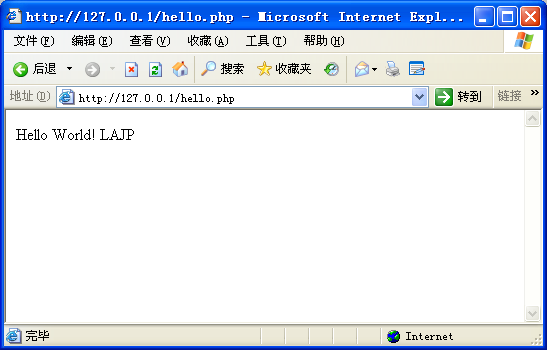 http://127.0.0.1/hello.php - Microsoft Internet Expl...
文件(F) 编辑(E) 查看(V) 收藏(A) 工具(T) 帮助(H)
后退 搜索 收藏夹
地址(D) http://127.0.0.1/hello.php 转到 链接 »
Hello World! LAJP
完毕 Internet